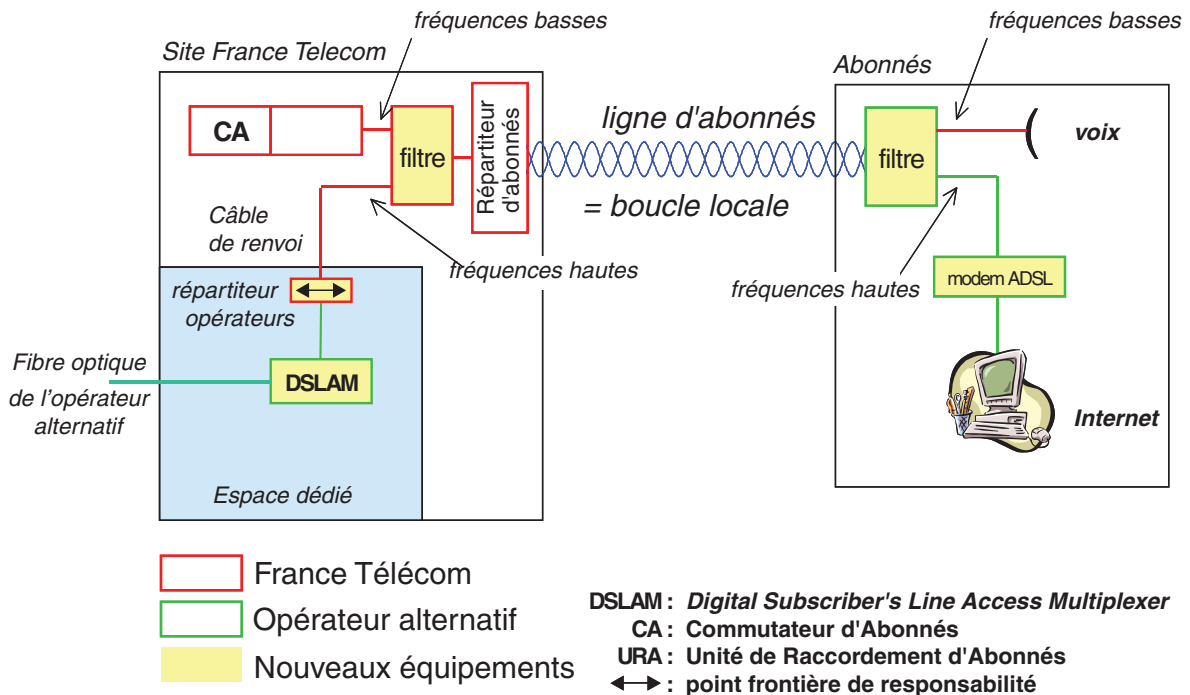 fréquences basses
Site France Telecom
CA
filtre
Répartiteur
d'abonnés
Câble
de renvoi
fréquences hautes
répartiteur
opérateurs
DSLAM
Fibre optique
de l'opérateur
alternatif
Espace dédié
ligne d'abonnés
= boucle locale
fréquences basses
Abonnés
filtre
voix
fréquences hautes
modem ADSL
Internet
France Télécom
Opérateur alternatif
Nouveaux équipements
DSLAM : Digital Subscriber's Line Access Multiplexer
CA : Commutateur d'Abonnés
URA : Unité de Raccordement d'Abonnés
: point frontière de responsabilité